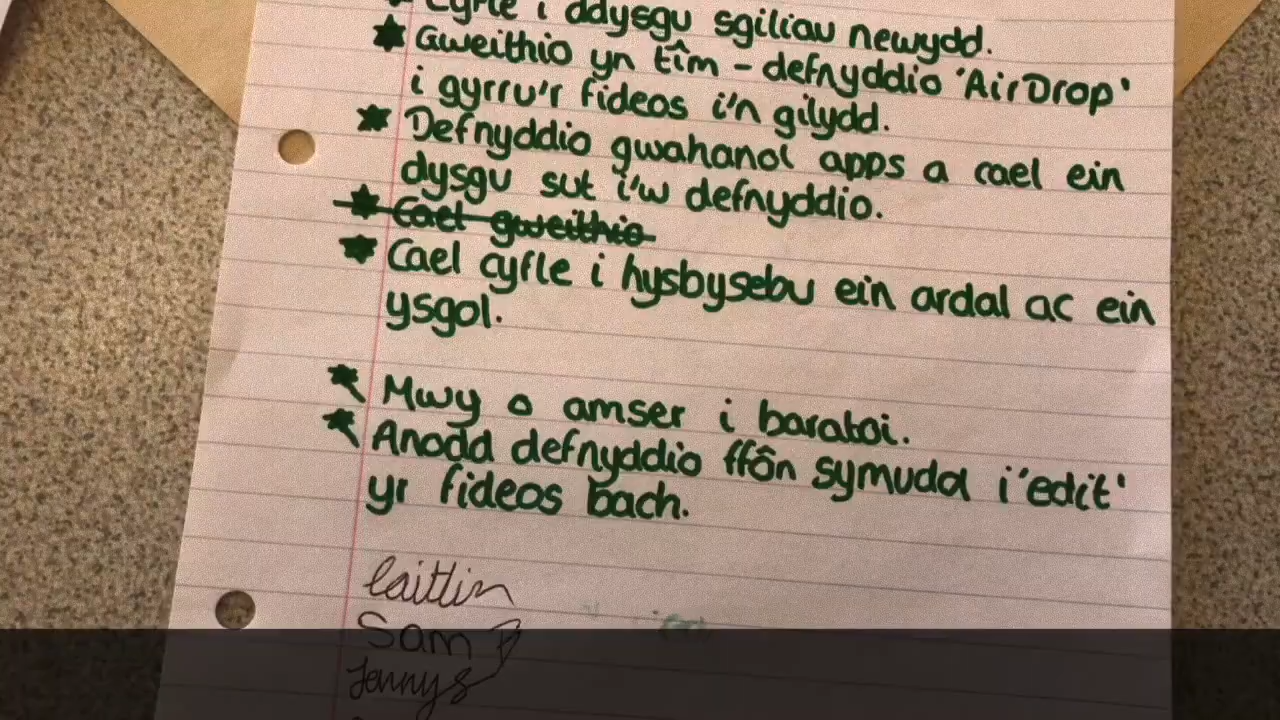 Cyfle i ddysgu sgiliau newydd.
Gweithio yn tîm - defnyddio 'AirDrop'
i gyrru'r fideos i'n gilydd.
Defnyddio gwahanol apps a cael ein
dysgu sut i'w defnyddio.
Cael gweithio
Cael cyfle i hysbysebu ein ardal ac ein
ysgol.
Mwy o amser i baratoi.
Anodd defnyddio ffôn symudol i 'edit'
yr fideos bach.
Caitlin
Sam